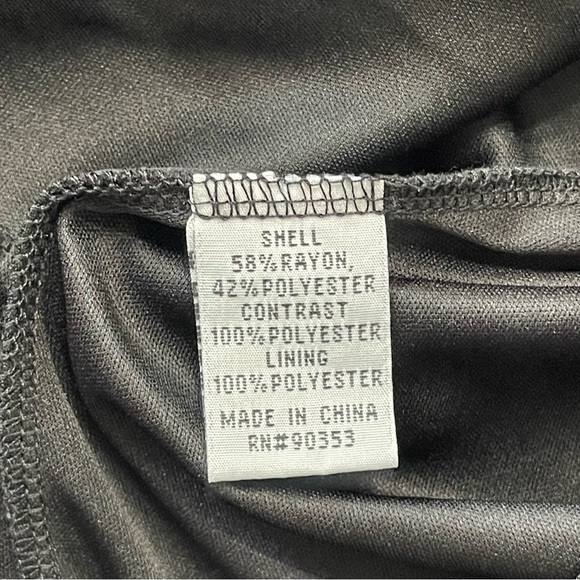 SHELL
58%RAYON,
42%POLYESTER
CONTRAST
100%POLYESTER
LINING
100%POLYESTER
MADE IN CHINA
RN#90353